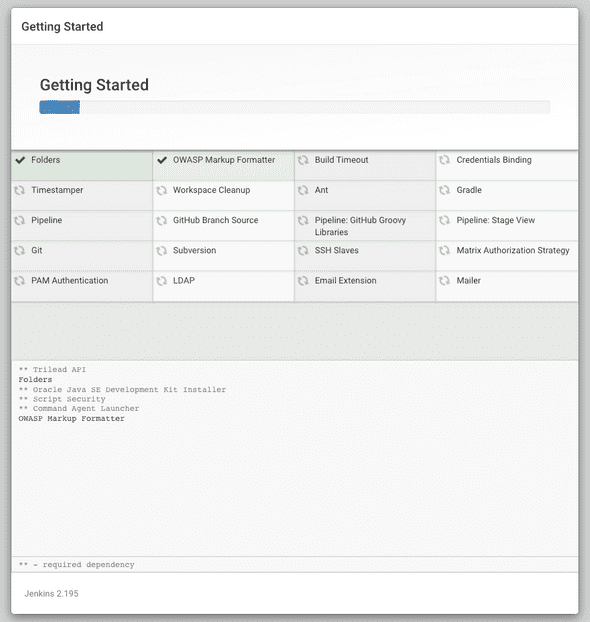 Getting Started
Getting Started
Folders
OWASP Markup Formatter
Build Timeout
Credentials Binding
Timestamper
Workspace Cleanup
Ant
Gradle
Pipeline
GitHub Branch Source
Pipeline: GitHub Groovy
Libraries
Pipeline: Stage View
Git
Subversion
SSH Slaves
Matrix Authorization Strategy
PAM Authentication
LDAP
Email Extension
Mailer
** Trilead API
Folders
** Oracle Java SE Development Kit Installer
** Script Security
** Command Agent Launcher
OWASP Markup Formatter
** - required dependency
Jenkins 2.195